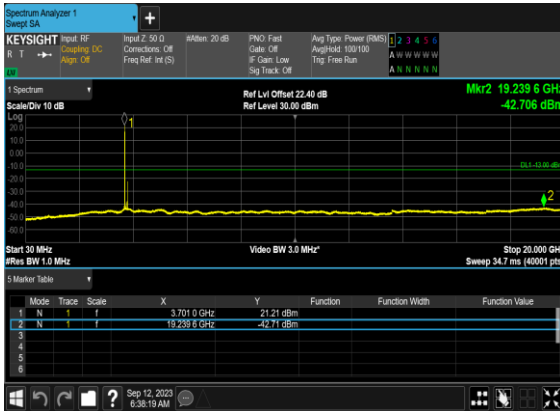 Spectrum Analyzer 1
Swept SA
+
KEYSIGHT Input: RF Input Z: 50 Ω #Atten: 20 dB PNO: Fast Avg Type: Power (RMS) 1 2 3 4 5 6
R T Coupling: DC Corrections: Off Gate: Off Avg|Hold: 100/100 A W W W W W
Align: Off Freq Ref: Int (S) IF Gain: Low Trig: Free Run
Sig Track: Off A N N N N N
1 Spectrum Ref Lvl Offset 22.40 dB Mkr2 19.239 6 GHz
Scale/Div 10 dB Ref Level 30.00 dBm -42.706 dBm
Log
20.0
10.0
0.00
-10.0
DL1 -13.00 dBm
-20.0
-30.0
-40.0
-50.0
-60.0
1
2
Start 30 MHz Video BW 3.0 MHz* Stop 20.000 GHz
#Res BW 1.0 MHz Sweep 34.7 ms (40001 pts)
5 Marker Table
Mode Trace Scale X Y Function Function Width Function Value
1 N 1 f 3.701 0 GHz 21.21 dBm
2 N 1 f 19.239 6 GHz -42.71 dBm
3
4
5
6
? Sep 12, 2023
6:38:19 AM